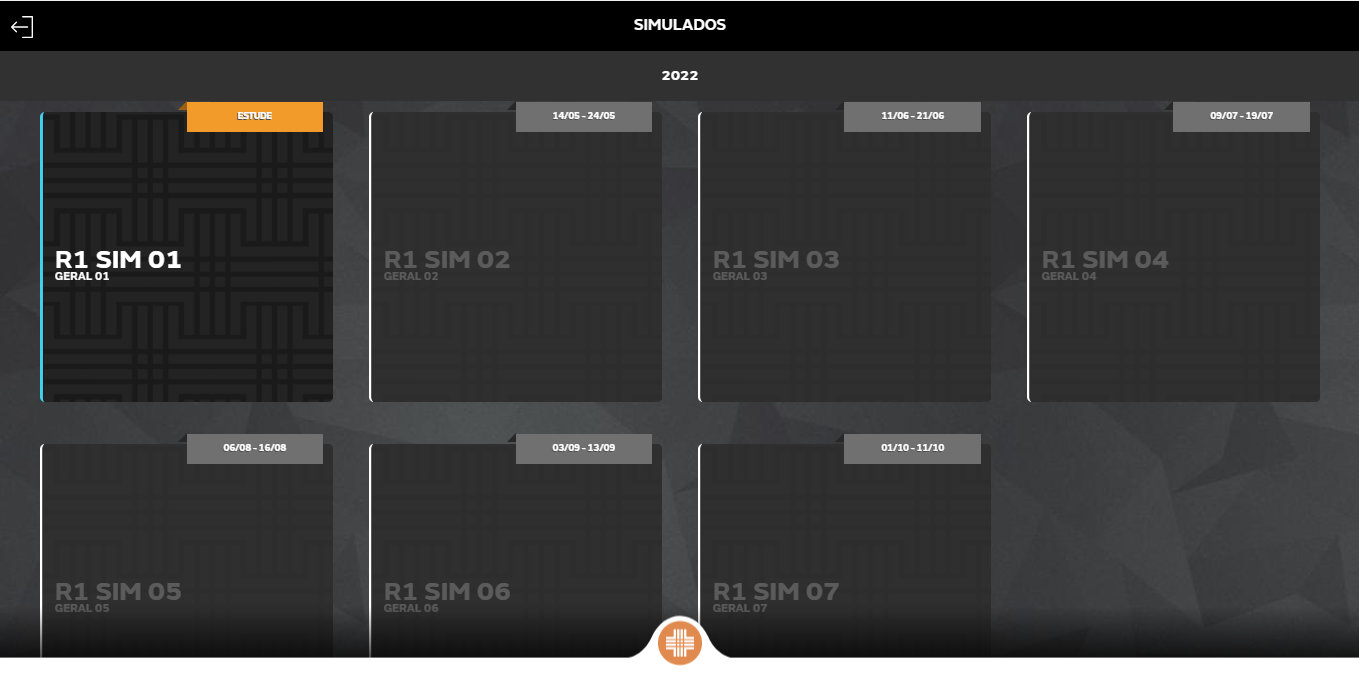 SIMULADOS
2022
ESTUDE
R1 SIM 01
GERAL 01
14/05 - 24/05
R1 SIM 02
GERAL 02
11/06 - 21/06
R1 SIM 03
GERAL 03
09/07 - 19/07
R1 SIM 04
GERAL 04
06/08 - 16/08
R1 SIM 05
GERAL 05
03/09 - 13/09
R1 SIM 06
GERAL 06
01/10 - 11/10
R1 SIM 07
GERAL 07